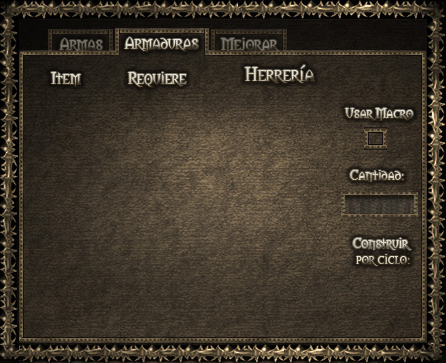 Armas Armaduras Mejorar
Item Requiere Herrería
Usar Macro
Cantidad:
Construir
por ciclo: